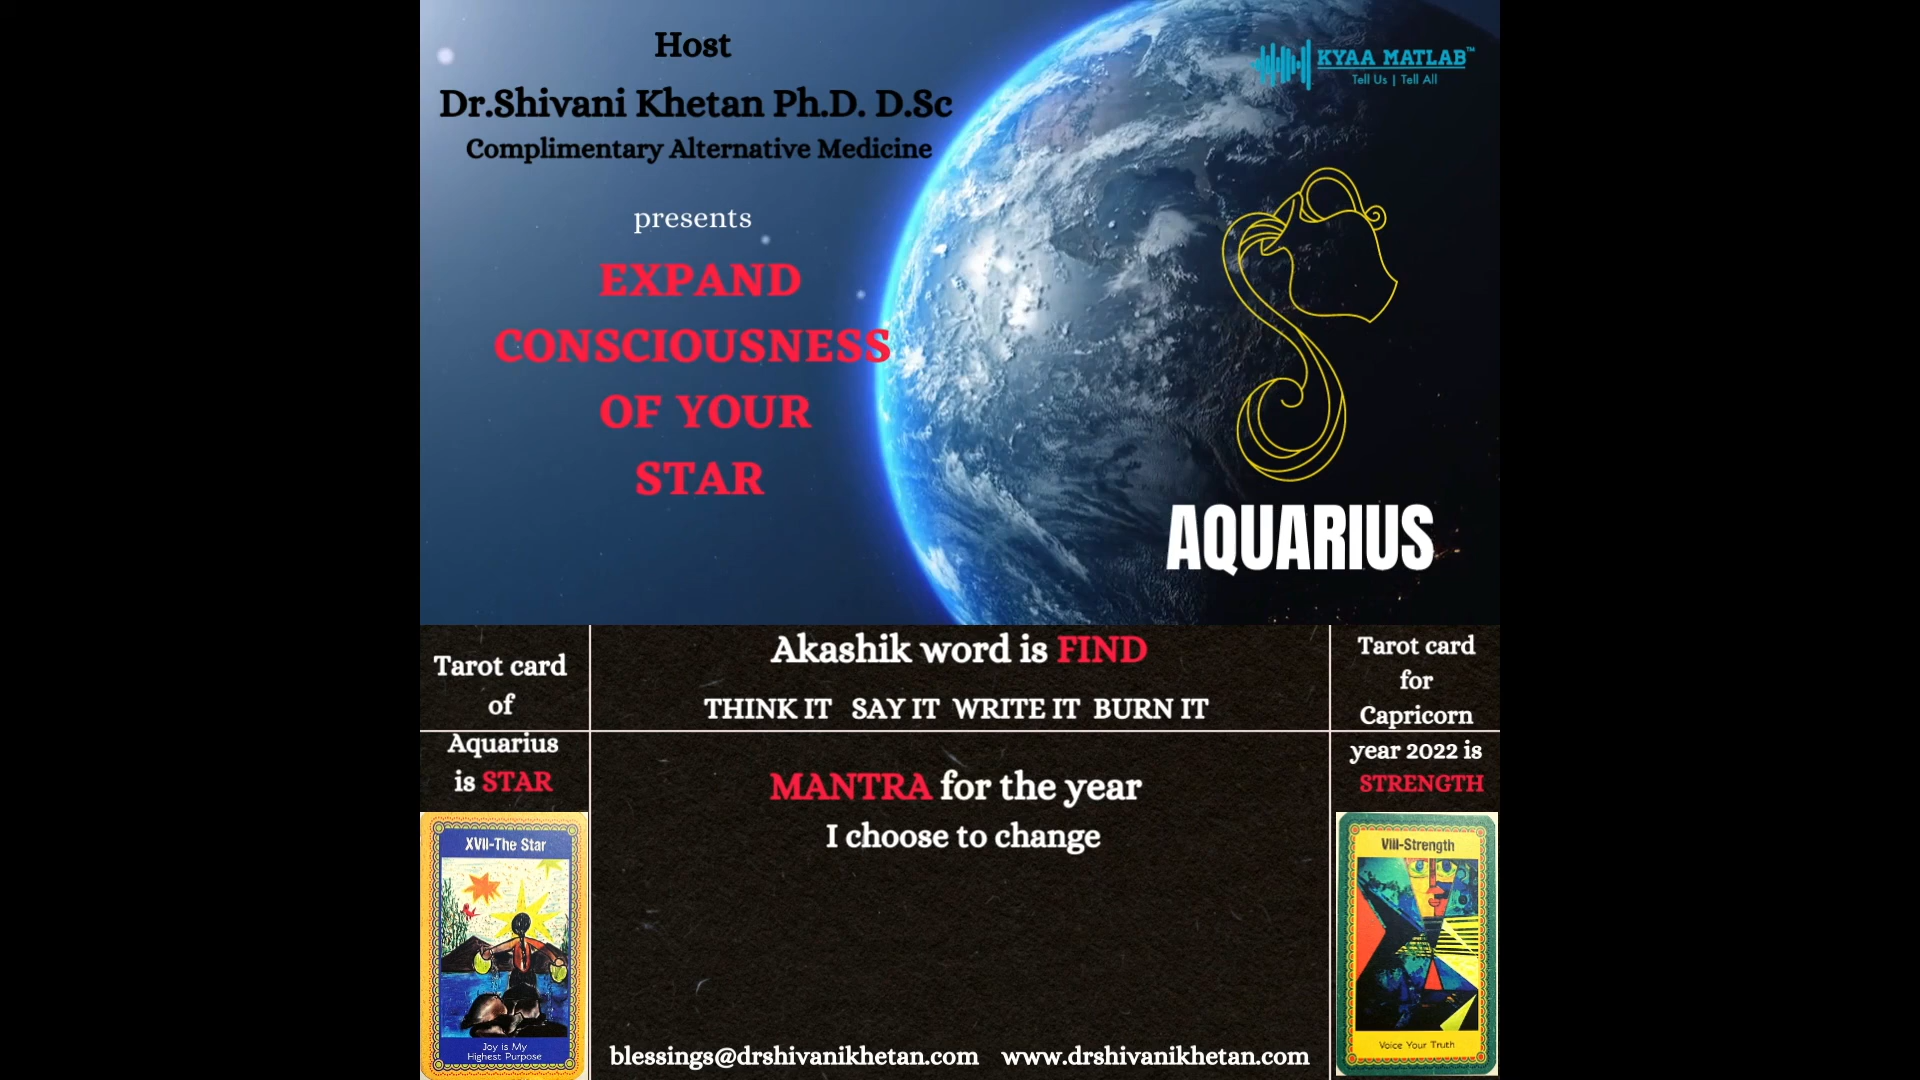 Host
Dr.Shivani Khetan Ph.D. D.Sc
Complimentary Alternative Medicine
presents
EXPAND
CONSCIOUSNESS
OF YOUR
STAR
KYAA MATLAB™
Tell Us | Tell All
AQUARIUS
Tarot card
of
Aquarius
is STAR
XVII-The Star
Joy is My
Highest Purpose
Akashik word is FIND
THINK IT SAY IT WRITE IT BURN IT
MANTRA for the year
I choose to change
blessings@drshivanikhetan.com www.drshivanikhetan.com
Tarot card
for
Capricorn
year 2022 is
STRENGTH
VIII-Strength
Voice Your Truth